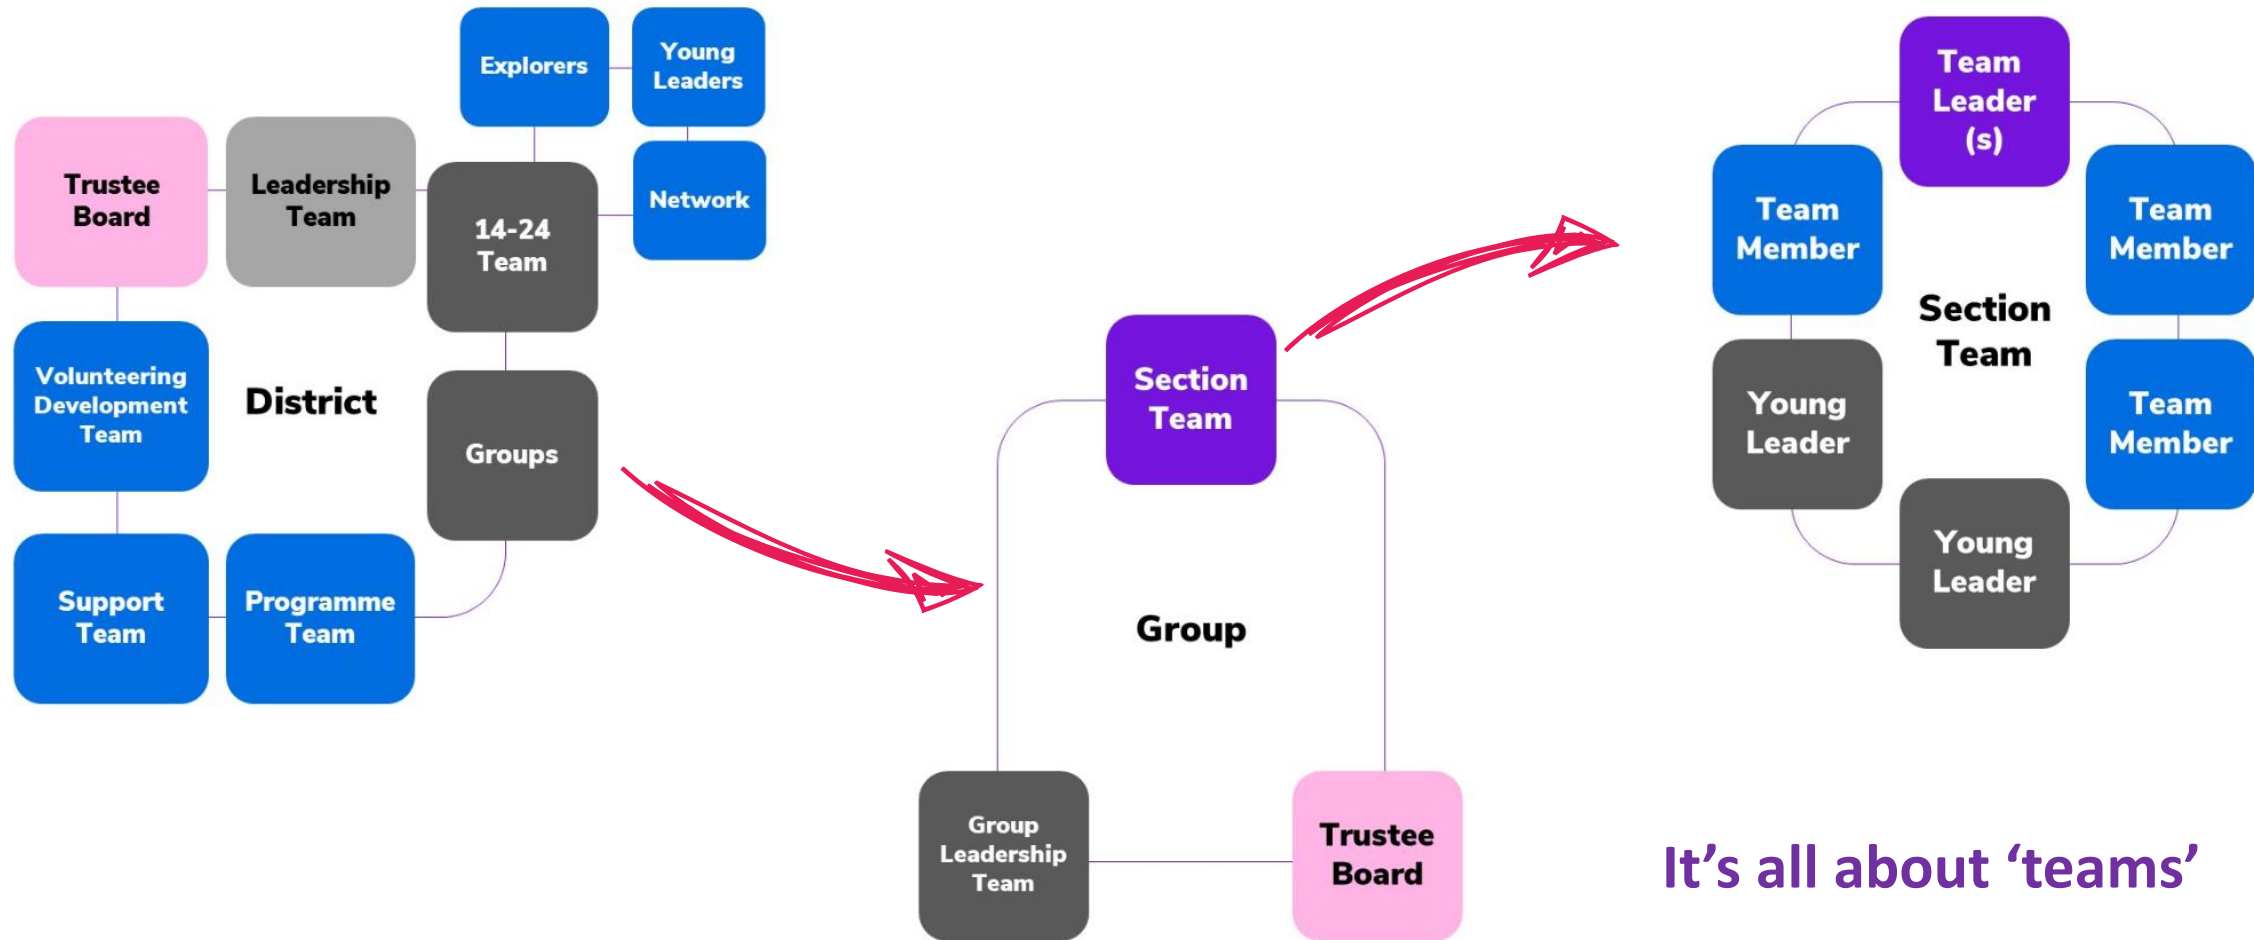 Explorers
Young
Leaders
Trustee
Board
Leadership
Team
14-24
Team
Network
Volunteering
Development
Team
District
Groups
Support
Team
Programme
Team
Section
Team
Group
Group
Leadership
Team
Trustee
Board
Team
Leader
(s)
Team
Member
Team
Member
Section
Team
Young
Leader
Team
Member
Young
Leader
It’s all about ‘teams’